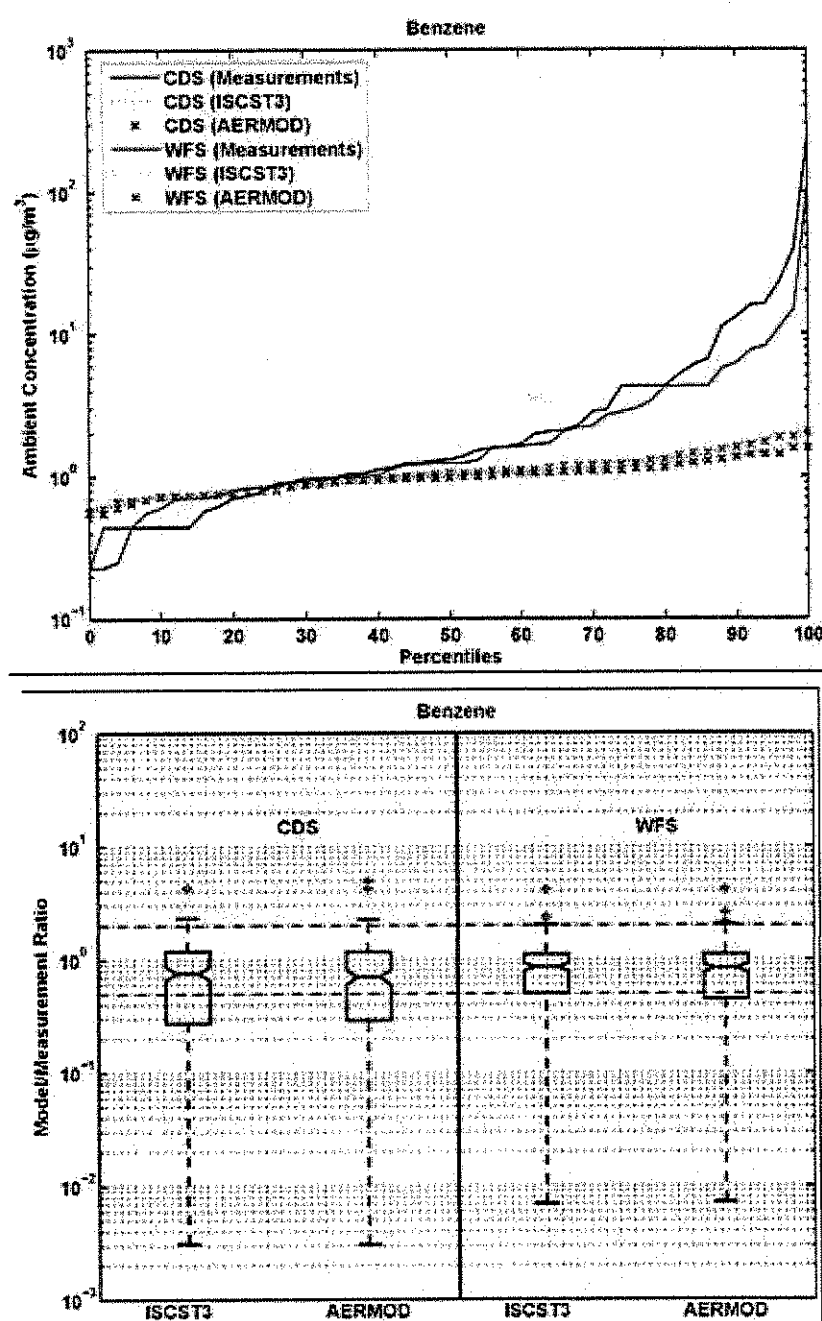 Benzene
10³
10²
10¹
10⁰
10⁻¹
Ambient Concentration (μg/m³)
CDS (Measurements)
CDS (ISCST3)
CDS (AERMOD)
WFS (Measurements)
WFS (ISCST3)
WFS (AERMOD)
0 10 20 30 40 50 60 70 80 90 100
Percentiles
Benzene
10²
10¹
10⁰
10⁻¹
10⁻²
10⁻³
Model/Measurement Ratio
CDS WFS
ISCST3 AERMOD ISCST3 AERMOD